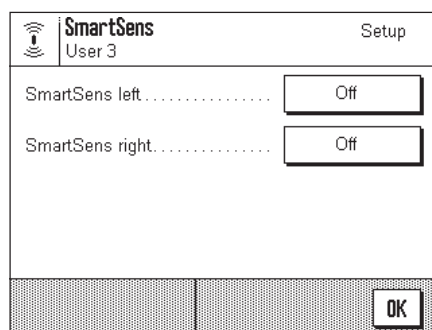 SmartSens Setup
User 3
SmartSens left................ Off
SmartSens right............... Off
OK